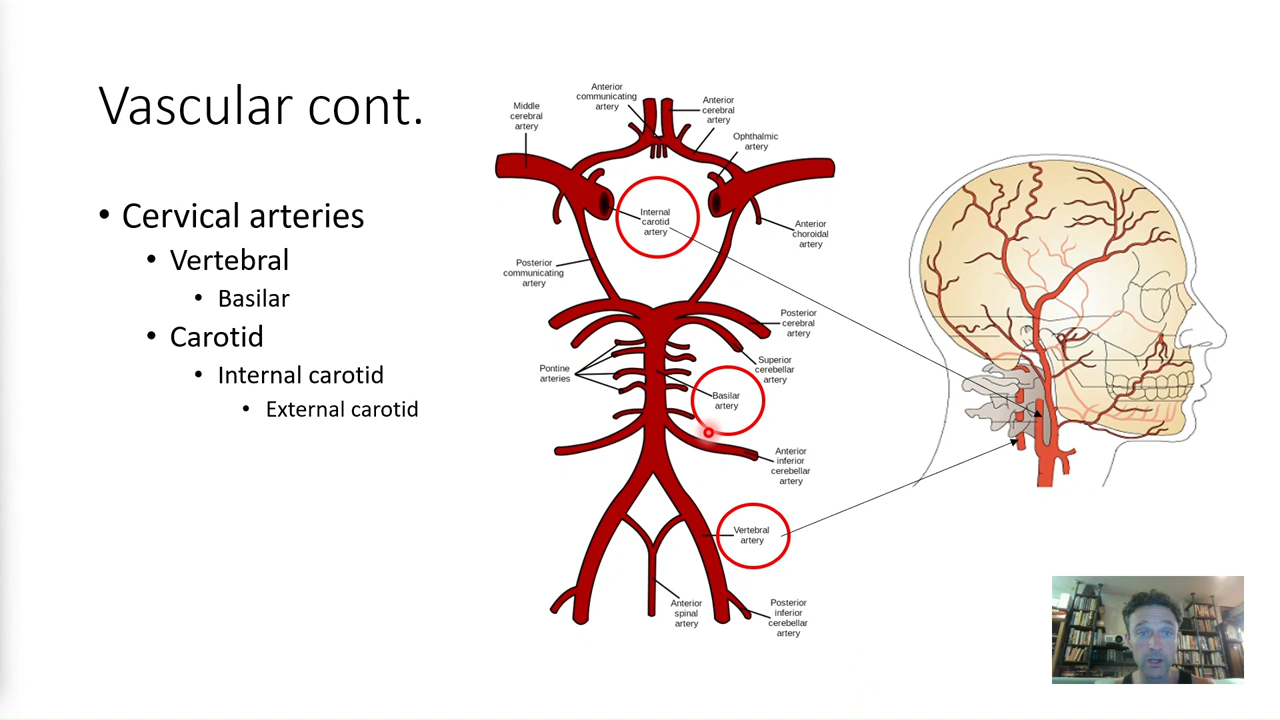 Vascular cont.
• Cervical arteries
• Vertebral
• Basilar
• Carotid
• Internal carotid
• External carotid
Anterior
communicating
artery
Middle
cerebral
artery
Anterior
cerebral
artery
Ophthalmic
artery
Internal
carotid
artery
Anterior
choroidal
artery
Posterior
communicating
artery
Posterior
cerebral
artery
Pontine
arteries
Superior
cerebellar
artery
Basilar
artery
Anterior
inferior
cerebellar
artery
Vertebral
artery
Anterior
spinal
artery
Posterior
inferior
cerebellar
artery